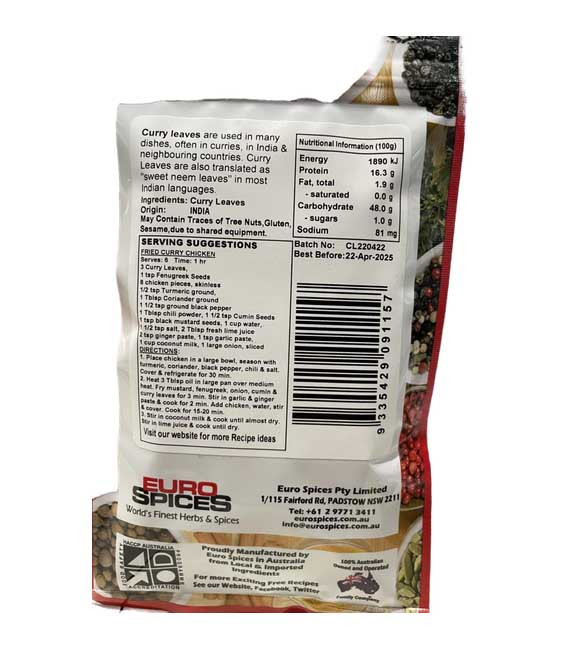 Curry leaves are used in many
dishes, often in curries, in India &
neighbouring countries. Curry
Leaves are also translated as
"sweet neem leaves" in most
Indian languages.
Ingredients: Curry Leaves
Origin: INDIA
May Contain Traces of Tree Nuts,Gluten,
Sesame,due to shared equipment.
Nutritional Information (100g)
Energy 1890 kJ
Protein 16.3 g
Fat, total 1.9 g
- saturated 0.0 g
Carbohydrate 48.0 g
- sugars 1.0 g
Sodium 81 mg
Batch No: CL220422
Best Before:22-Apr-2025
SERVING SUGGESTIONS
FRIED CURRY CHICKEN
Serves: 6 Time: 1 hr
3 Curry Leaves,
1 tsp Fenugreek Seeds
8 chicken pieces, skinless
1 1/2 tsp Turmeric ground,
1 Tblsp Coriander ground
1 1/2 tsp ground black pepper
1 Tblsp chilli powder, 1 1/2 tsp Cumin Seeds
1 tsp black mustard seeds, 1 cup water,
1 1/2 tsp salt, 2 Tblsp fresh lime juice
2 tsp ginger paste, 1 tsp garlic paste,
1 cup coconut milk, 1 large onion, sliced
DIRECTIONS:
1. Place chicken in a large bowl, season with
turmeric, coriander, black pepper, chili & salt.
Cover & refrigerate for 30 min.
2. Heat 3 Tblsp oil in large pan over medium
heat. Fry mustard, fenugreek, onion, cumin &
curry leaves for 3 min. Stir in garlic & ginger
paste & cook for 2 min. Add chicken, water, stir
& cover. Cook for 15-20 min.
3. Stir in coconut milk & cook until almost dry.
Stir in lime juice & cook until dry.
Visit our website for more Recipe ideas
9 335429 091157
EURO
SPICES
World's Finest Herbs & Spices
Euro Spices Pty Limited
1/115 Fairford Rd, PADSTOW NSW 2211
Tel: +61 2 9771 3411
eurospices.com.au
info@eurospices.com.au
HACCP AUSTRALIA
FOOD SAFETY
ACCREDITATION
Proudly Manufactured by
Euro Spices in Australia
from Local & Imported
Ingredients
For more Exciting Free Recipes
See our Website, Facebook, Twitter
100% Australian
Owned and Operated
Family Company